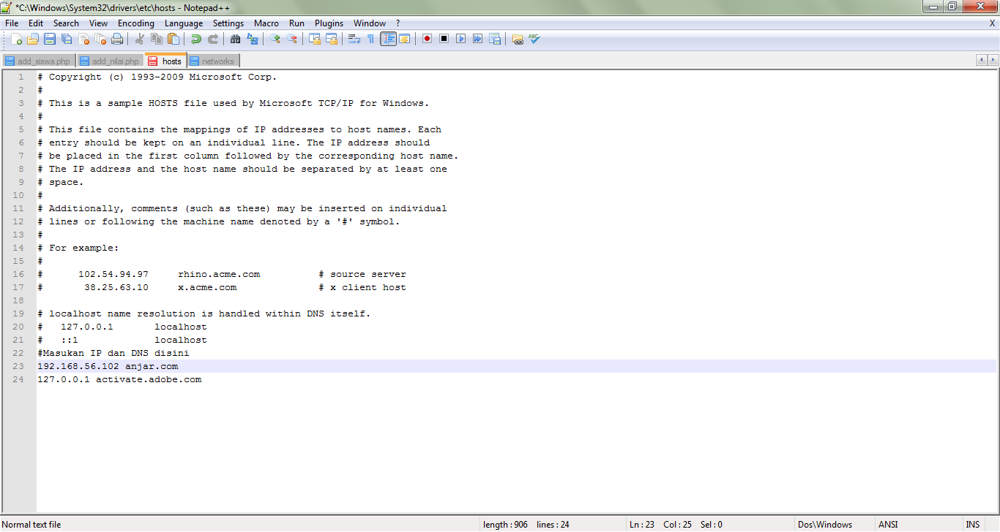 *C:\Windows\System32\drivers\etc\hosts - Notepad++
File Edit Search View Encoding Language Settings Macro Run Plugins Window ? X
add_siswa.php add_nilai.php hosts networks
1 # Copyright (c) 1993-2009 Microsoft Corp.
2 #
3 # This is a sample HOSTS file used by Microsoft TCP/IP for Windows.
4 #
5 # This file contains the mappings of IP addresses to host names. Each
6 # entry should be kept on an individual line. The IP address should
7 # be placed in the first column followed by the corresponding host name.
8 # The IP address and the host name should be separated by at least one
9 # space.
10 #
11 # Additionally, comments (such as these) may be inserted on individual
12 # lines or following the machine name denoted by a '#' symbol.
13 #
14 # For example:
15 #
16 # 102.54.94.97 rhino.acme.com # source server
17 # 38.25.63.10 x.acme.com # x client host
18
19 # localhost name resolution is handled within DNS itself.
20 # 127.0.0.1 localhost
21 # ::1 localhost
22 #Masukan IP dan DNS disini
23 192.168.56.102 anjar.com
24 127.0.0.1 activate.adobe.com
Normal text file length : 906 lines : 24 Ln : 23 Col : 25 Sel : 0 Dos\Windows ANSI INS